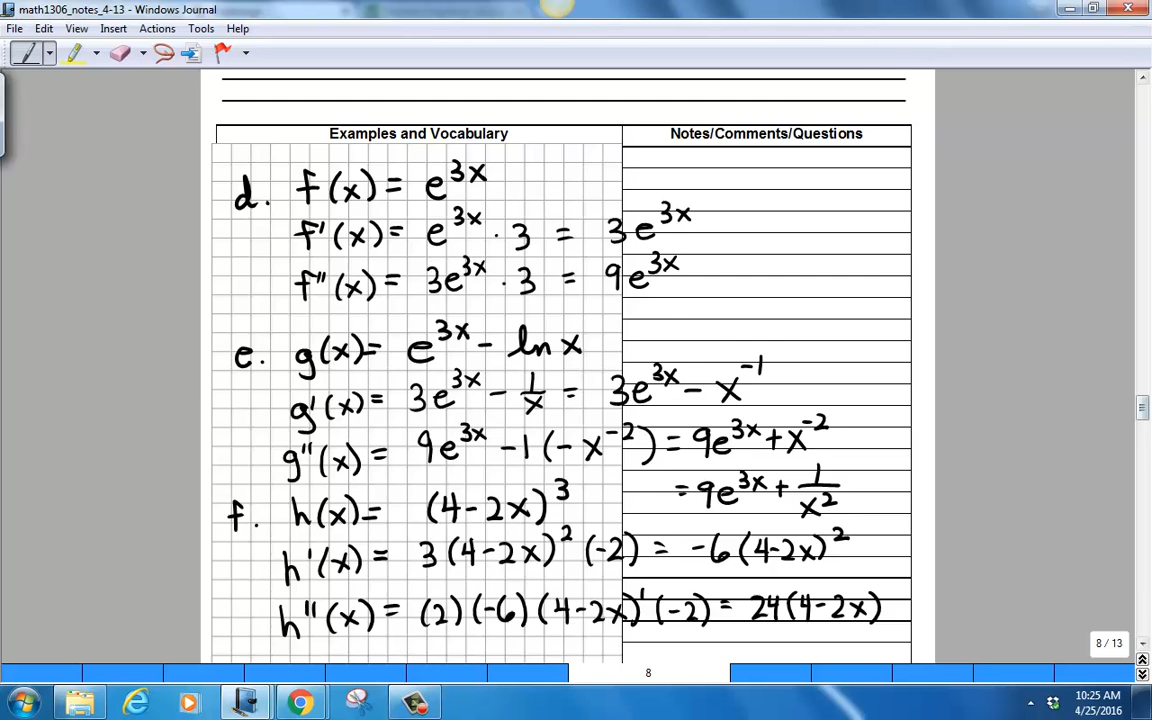 math1306_notes_4-13 - Windows Journal
File Edit View Insert Actions Tools Help
Examples and Vocabulary
Notes/Comments/Questions
d. f(x) = e^{3x}
f'(x) = e^{3x} · 3 = 3e^{3x}
f''(x) = 3e^{3x} · 3 = 9e^{3x}
e. g(x) = e^{3x} - ln x
g'(x) = 3e^{3x} - 1/x = 3e^{3x} - x^{-1}
g''(x) = 9e^{3x} - 1(-x^{-2}) = 9e^{3x} + x^{-2}
= 9e^{3x} + 1/x^2
f. h(x) = (4-2x)^3
h'(x) = 3(4-2x)^2(-2) = -6(4-2x)^2
h''(x) = (2)(-6)(4-2x)^1(-2) = 24(4-2x)
8 / 13
8
10:25 AM
4/25/2016